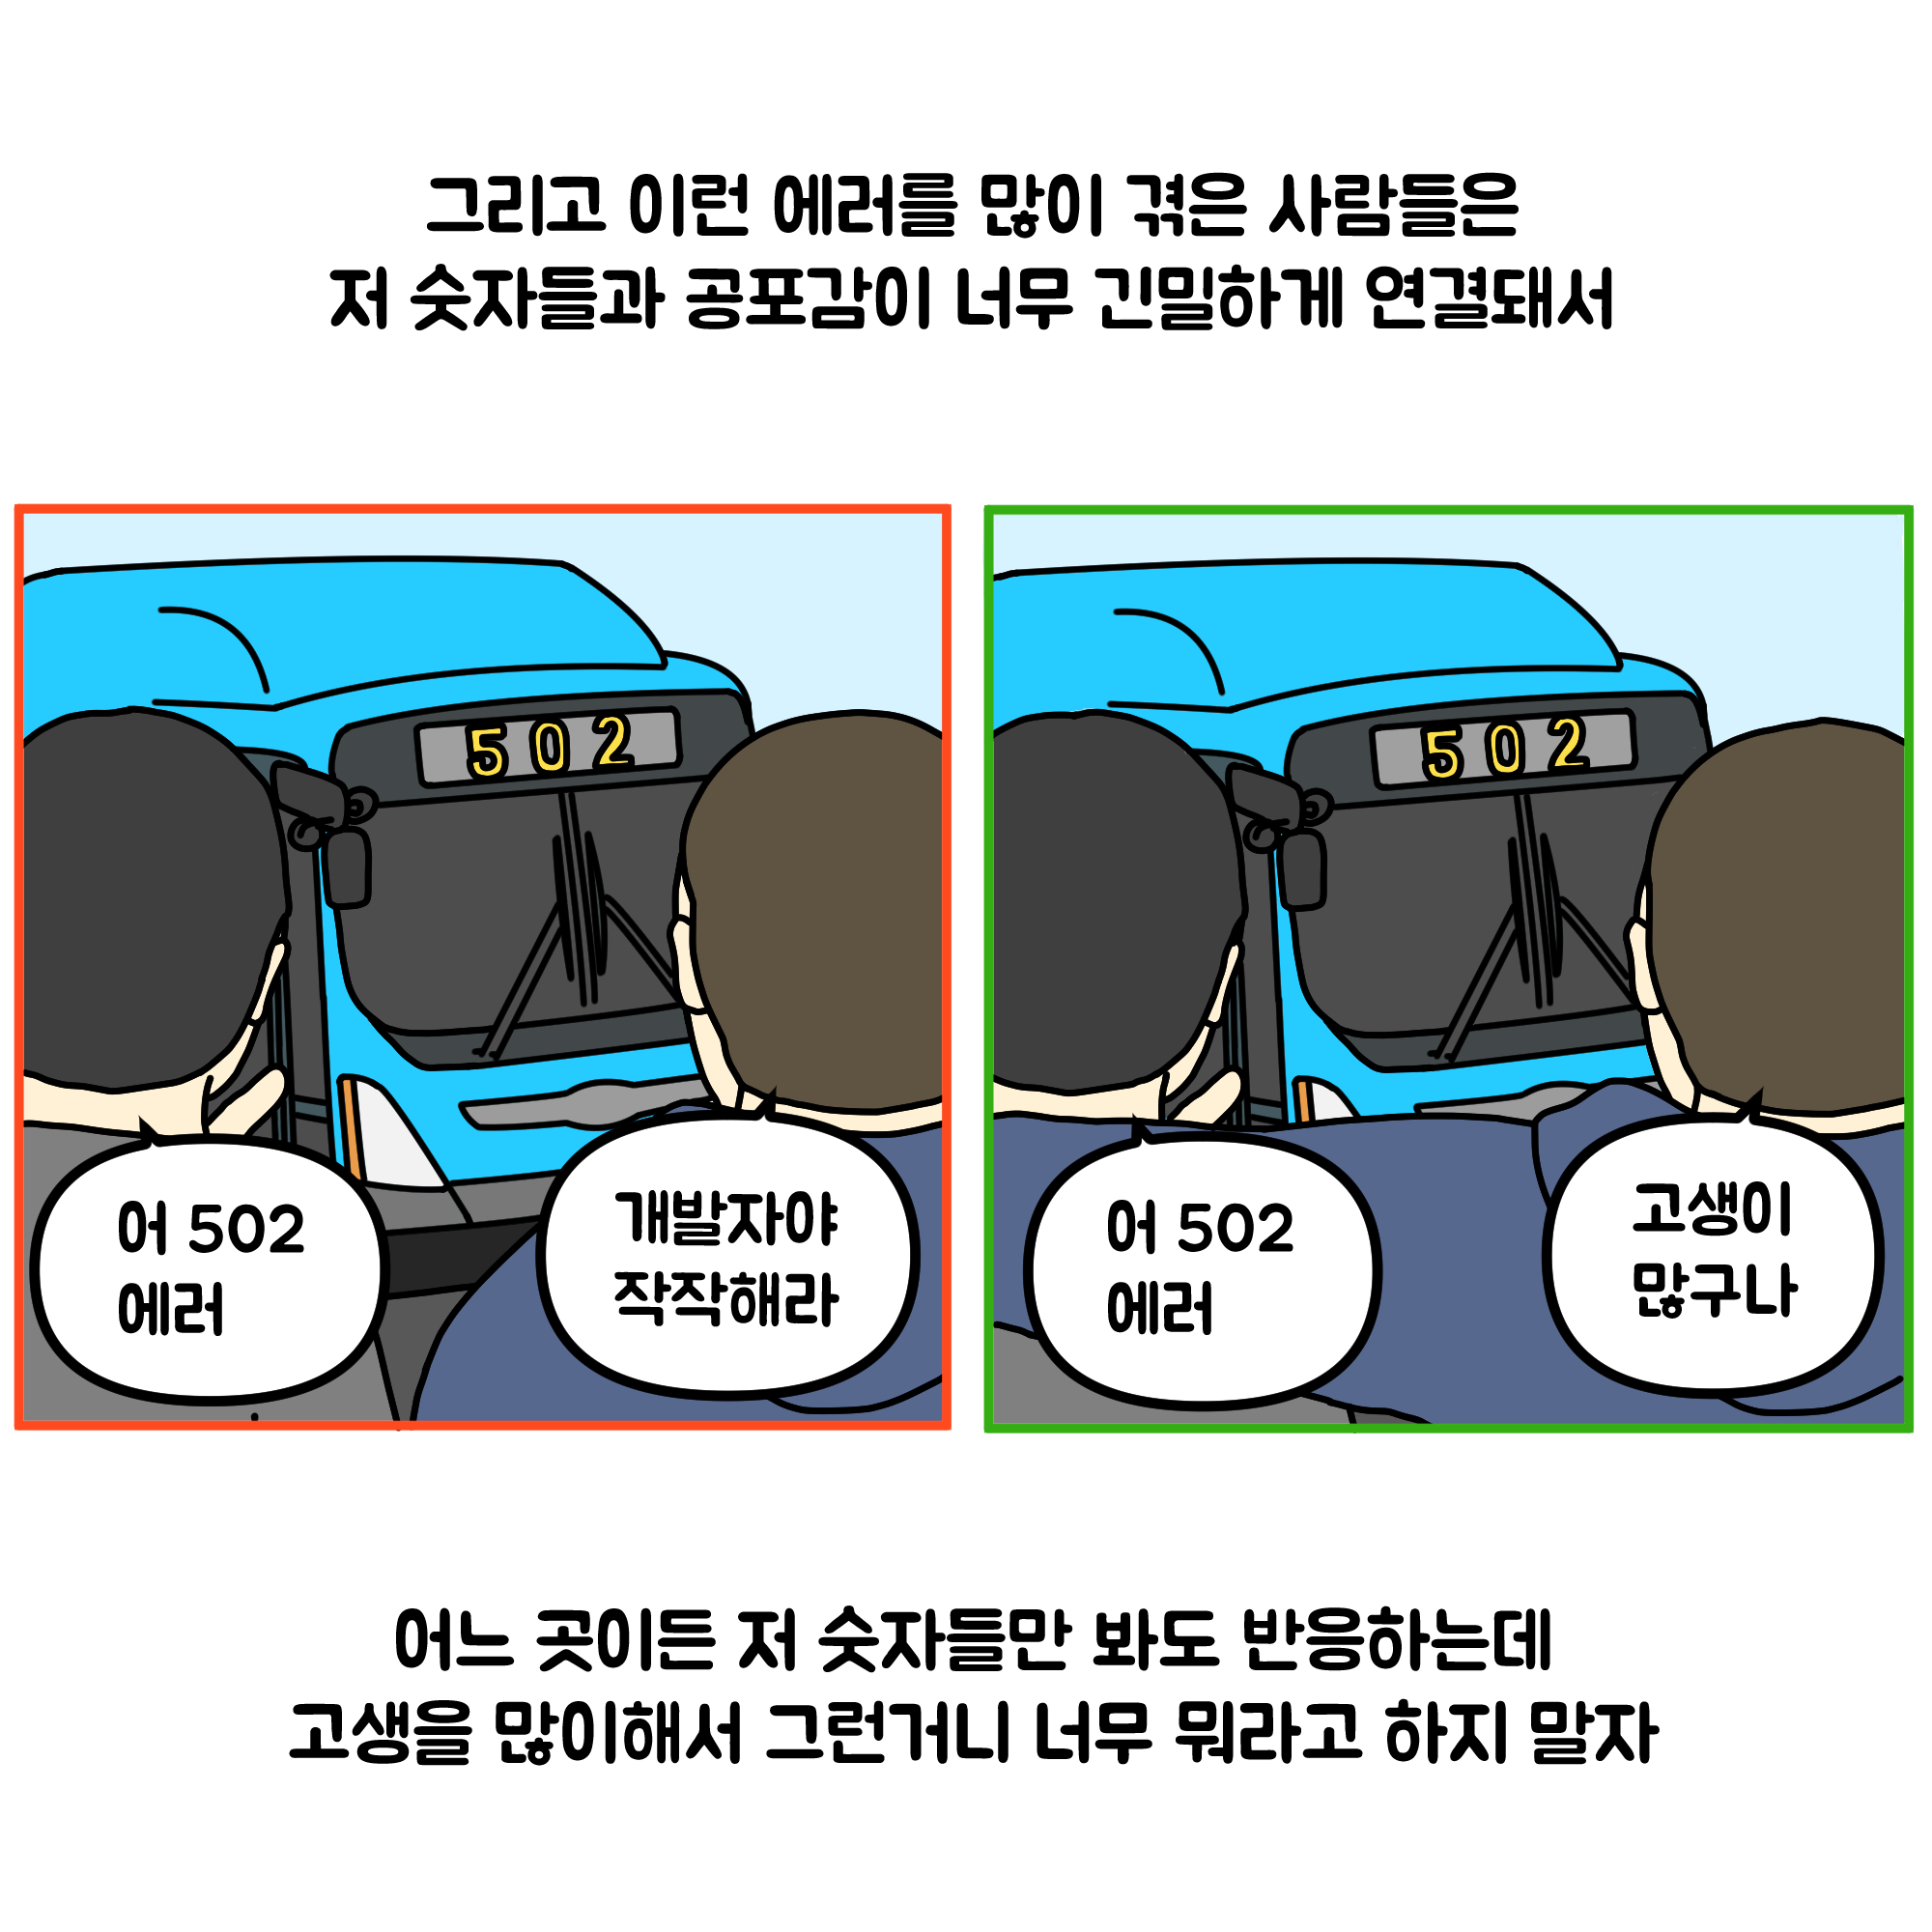 그리고 이런 에러를 많이 겪은 사람들은
저 숫자들과 공포감이 너무 긴밀하게 연결돼서
502
502
어 502
에러
개발자야
작작해라
어 502
에러
고생이
많구나
어느 곳이든 저 숫자들만 봐도 반응하는데
고생을 많이해서 그런거니 너무 뭐라고 하지 말자